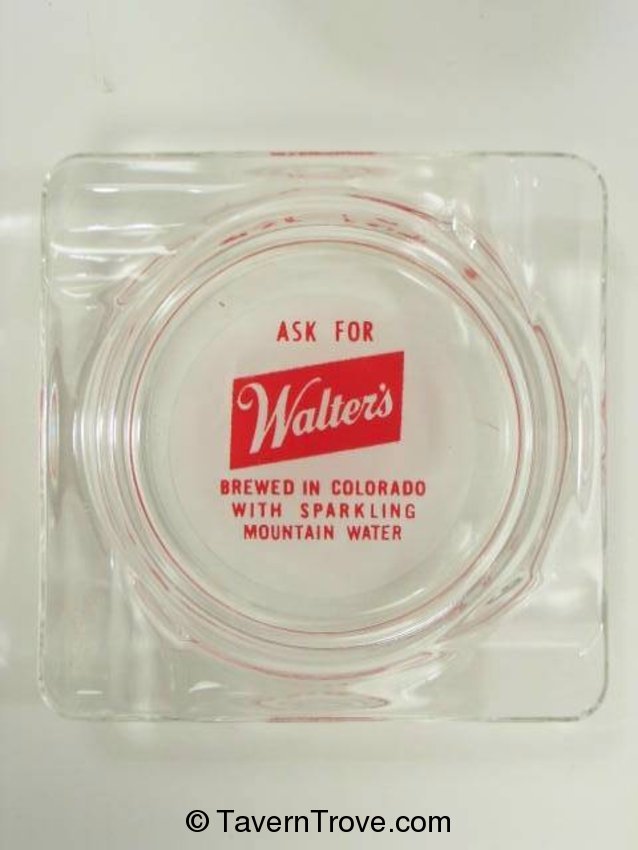 ASK FOR
Walter's
BREWED IN COLORADO
WITH SPARKLING
MOUNTAIN WATER
© TavernTrove.com